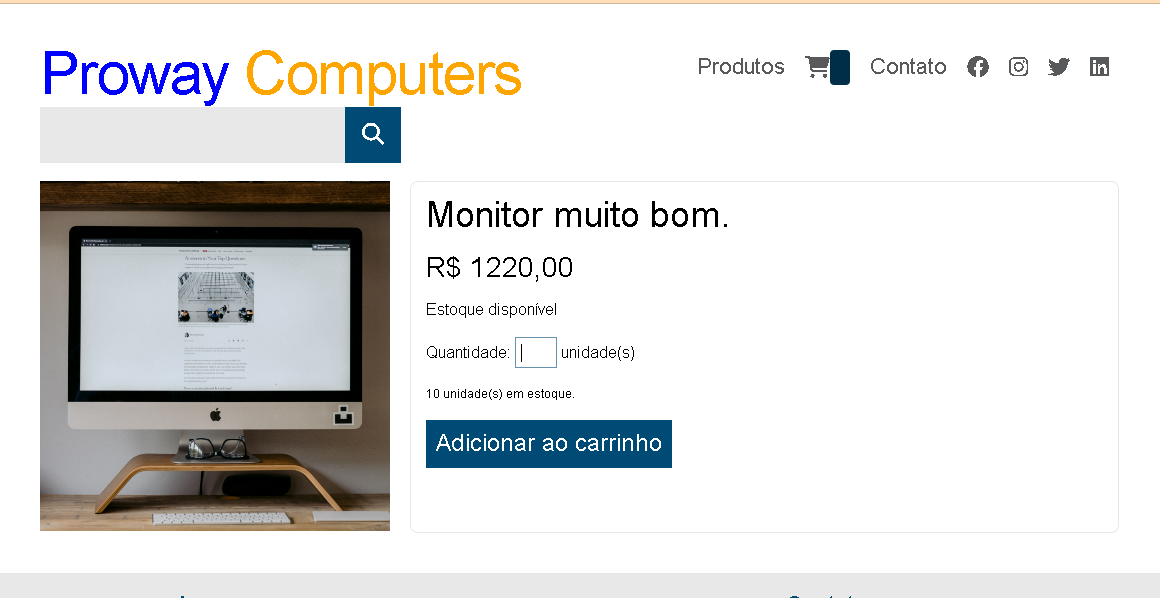 Proway Computers
Produtos
Contato
Monitor muito bom.
R$ 1220,00
Estoque disponível
Quantidade: unidade(s)
10 unidade(s) em estoque.
Adicionar ao carrinho